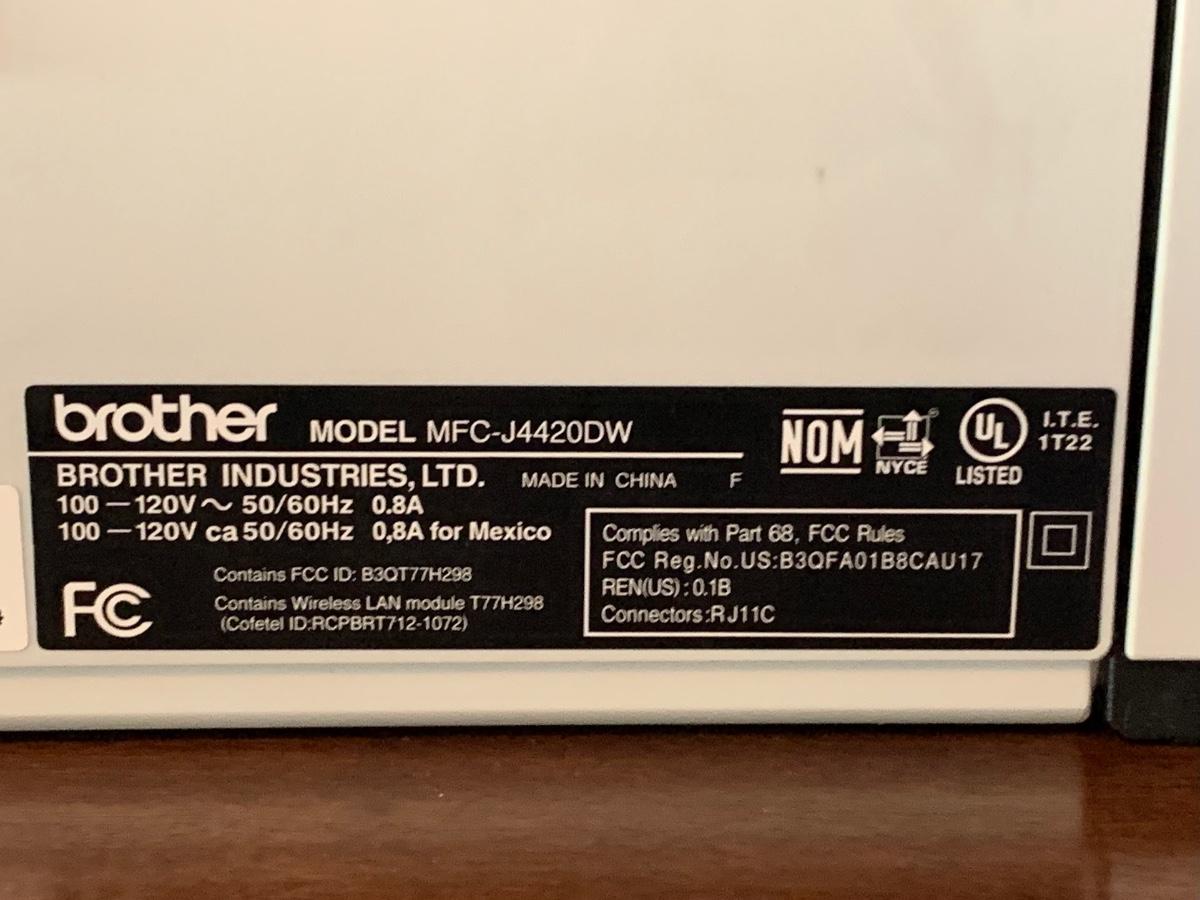 brother MODEL MFC-J4420DW
BROTHER INDUSTRIES, LTD. MADE IN CHINA F
100 — 120V ~ 50/60Hz 0.8A
100 — 120V ca 50/60Hz 0,8A for Mexico
FC
Contains FCC ID: B3QT77H298
Contains Wireless LAN module T77H298
(Cofetel ID:RCPBRT712-1072)
NOM
NYCE
UL
LISTED
I.T.E.
1T22
Complies with Part 68, FCC Rules
FCC Reg.No.US:B3QFA01B8CAU17
REN(US):0.1B
Connectors:RJ11C